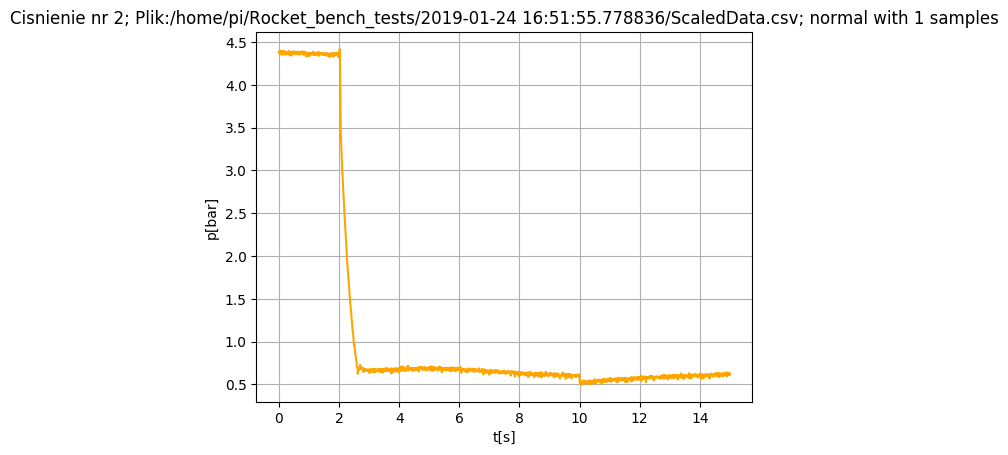 Cisnienie nr 2; Plik:/home/pi/Rocket_bench_tests/2019-01-24 16:51:55.778836/ScaledData.csv; normal with 1 samples
4.5
4.0
3.5
3.0
2.5
2.0
1.5
1.0
0.5
p[bar]
0 2 4 6 8 10 12 14
t[s]